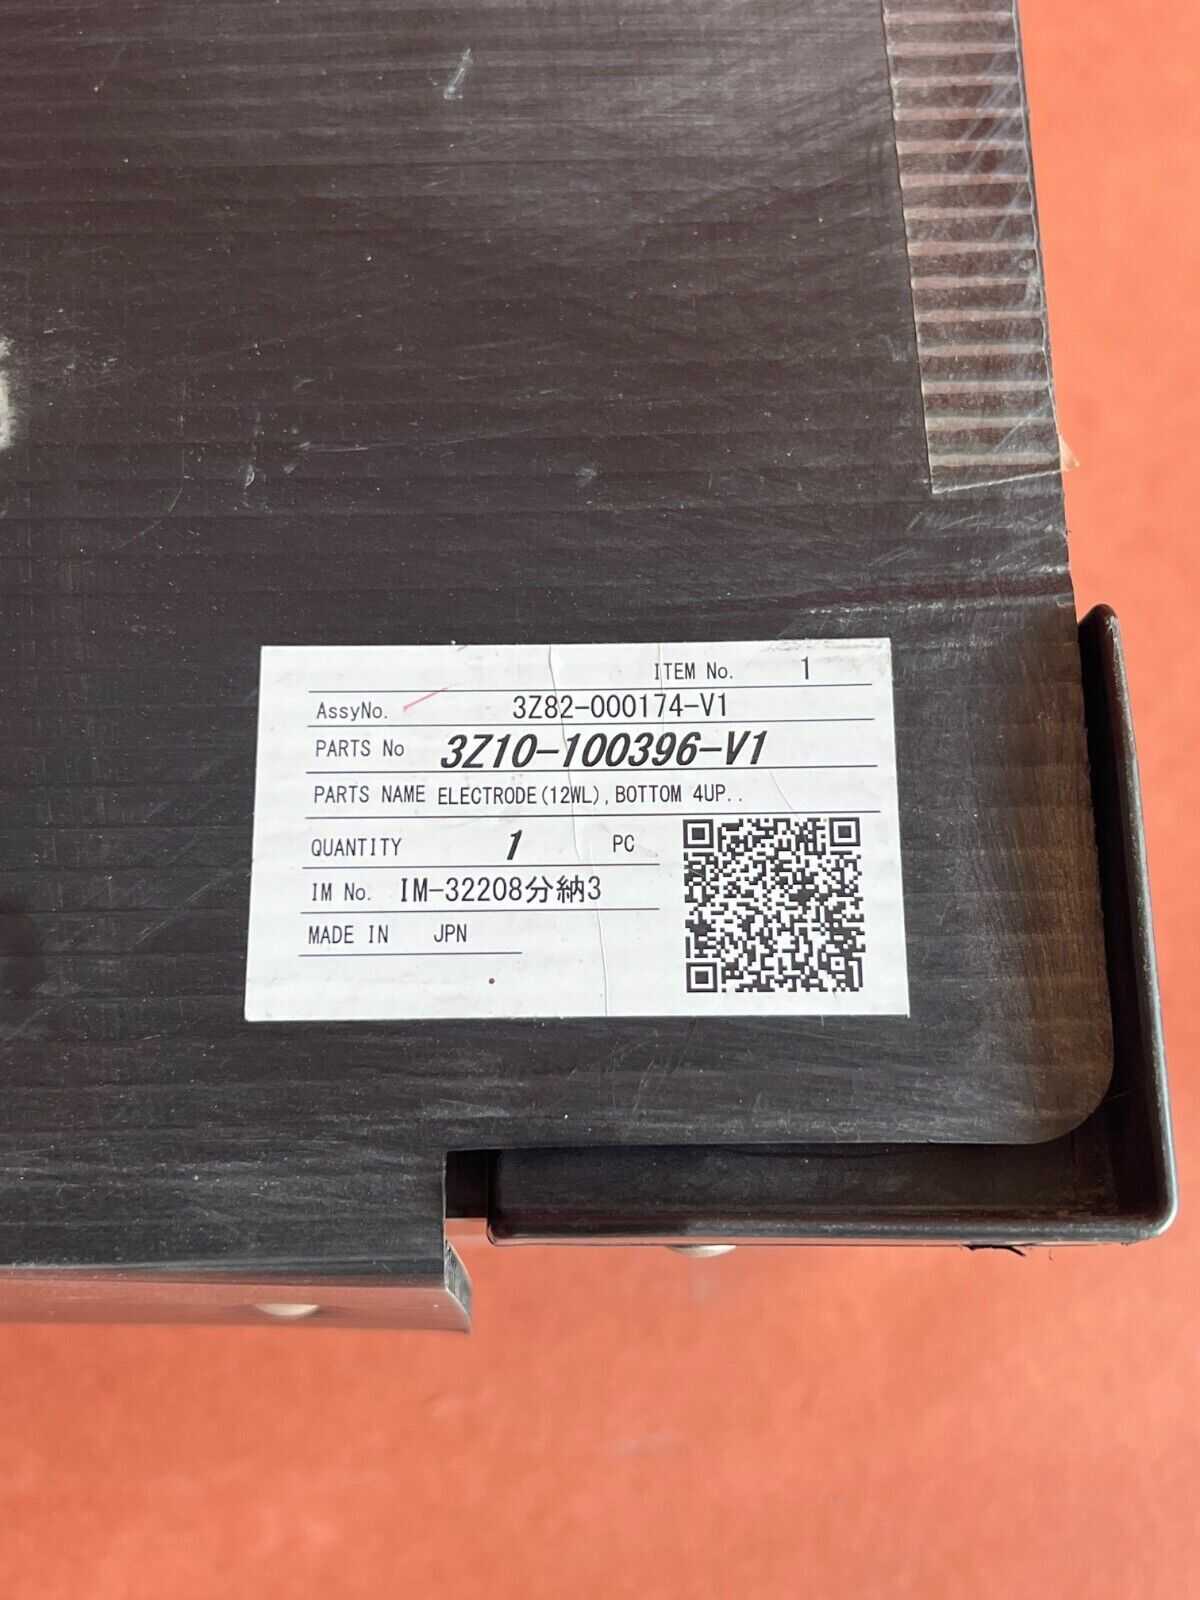 ITEM No. 1
AssyNo. 3Z82-000174-V1
PARTS No 3Z10-100396-V1
PARTS NAME ELECTRODE(12WL),BOTTOM 4UP..
QUANTITY 1 PC
IM No. IM-32208分納3
MADE IN JPN